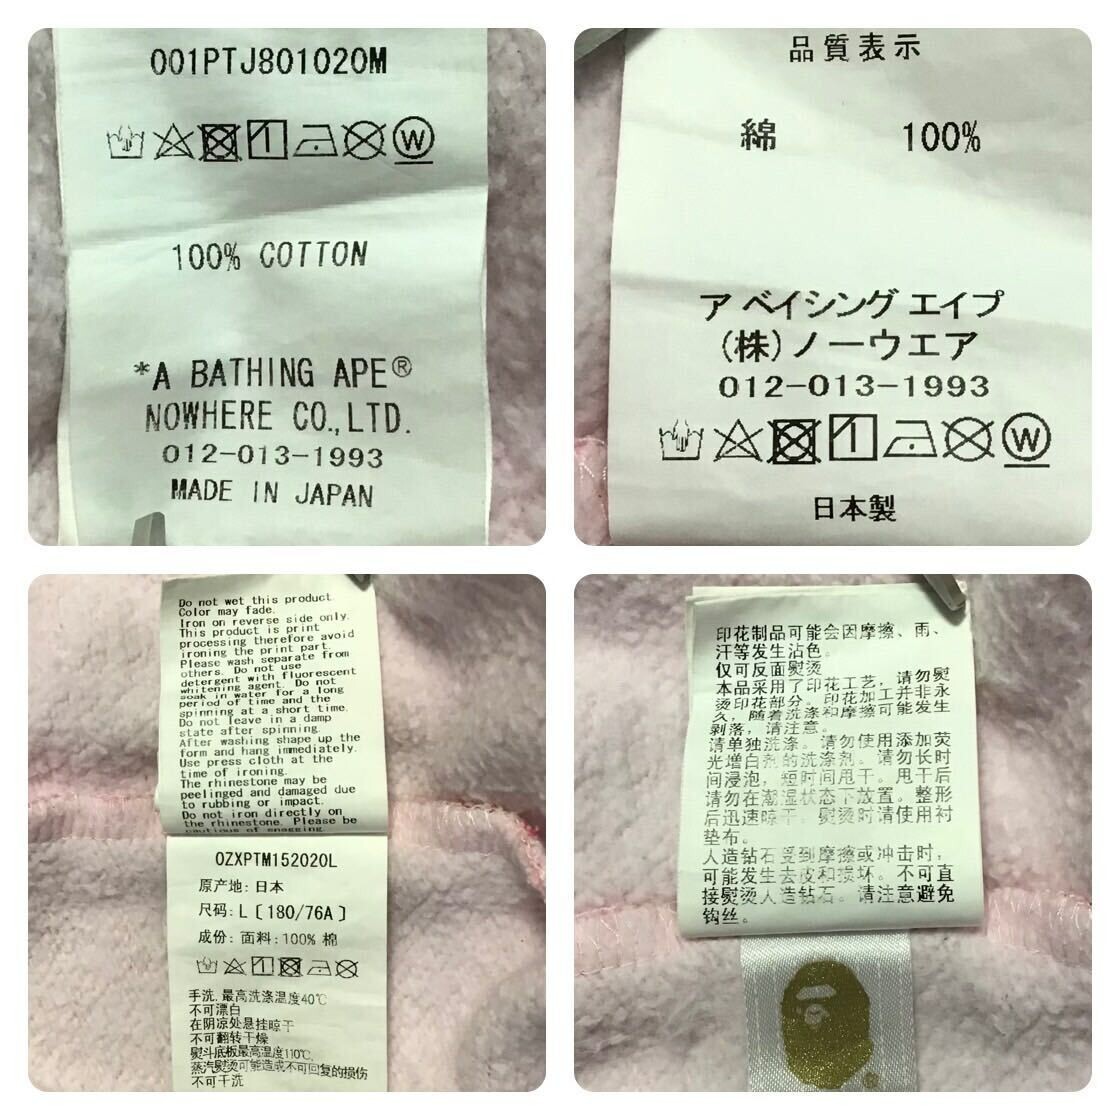 001PTJ801020M
100% COTTON
*A BATHING APE®
NOWHERE CO.,LTD.
012-013-1993
MADE IN JAPAN
品質表示
綿 100%
ア ベイシング エイプ
(株)ノーウエア
012-013-1993
日本製
Do not wet this product.
Color may fade.
Iron on reverse side only.
This product is print
processing therefore avoid
ironing the print part.
Please wash separate from
others. Do not use
detergent with fluorescent
whitening agent. Do not
soak in water for a long
period of time and the
spinning at a short time.
Do not leave in a damp
state after spinning.
After washing shape up the
form and hang immediately.
Use press cloth at the
time of ironing.
The rhinestone may be
peelinged and damaged due
to rubbing or impact.
Do not iron directly on
the rhinestone. Please be
cautious of snagging.
0ZXPTM152020L
原产地: 日本
尺码: L [180/76A]
成份: 面料: 100% 棉
手洗,最高洗涤温度40℃
不可漂白
在阴凉处悬挂晾干
不可翻转干燥
熨斗底板最高温度110℃,
蒸汽熨烫可能造成不可回复的损伤
不可干洗
印花制品可能会因摩擦、雨、
汗等发生沾色。
仅可反面熨烫
本品采用了印花工艺，请勿熨
烫印花部分。印花加工并非永
久，随着洗涤和摩擦可能发生
剥落，请注意。
请单独洗涤。请勿使用添加荧
光增白剂的洗涤剂。请勿长时
间浸泡，短时间甩干。甩干后
请勿在潮湿状态下放置。整形
后迅速晾干。熨烫时请使用衬
垫布。
人造钻石受到摩擦或冲击时，
可能发生去皮和损坏。不可直
接熨烫人造钻石。请注意避免
钩丝。
®